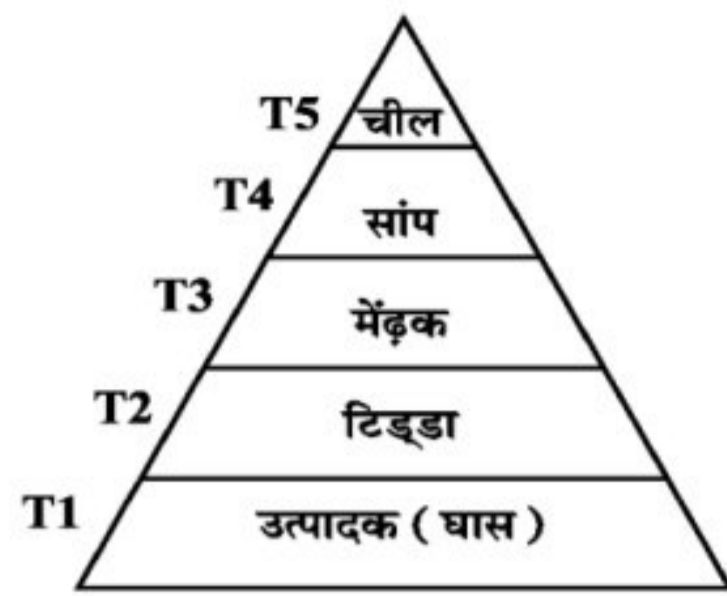 T5 चील
T4 सांप
T3 मेंढ़क
T2 टिड्डा
T1 उत्पादक ( घास )